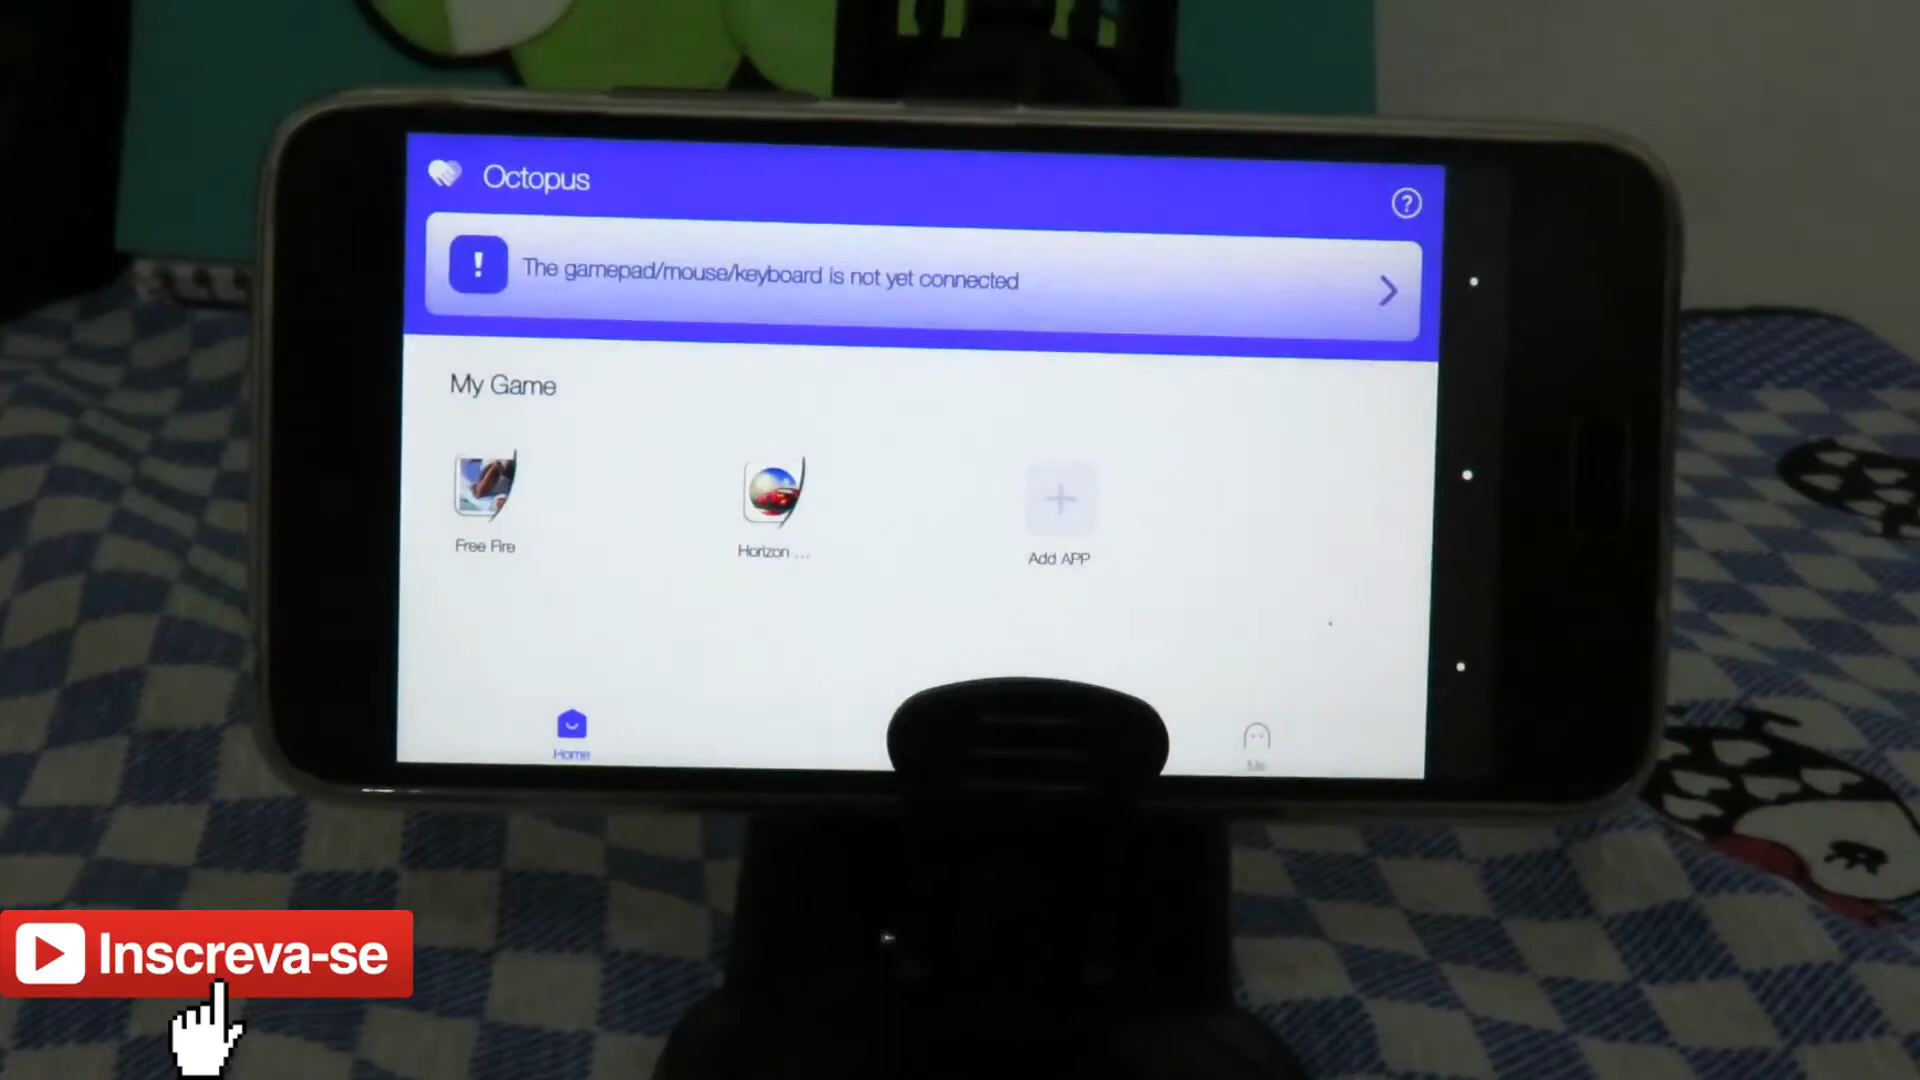 Octopus
?
! The gamepad/mouse/keyboard is not yet connected
My Game
Free Fire
Horizon ...
Add APP
Home
Me
Inscreva-se